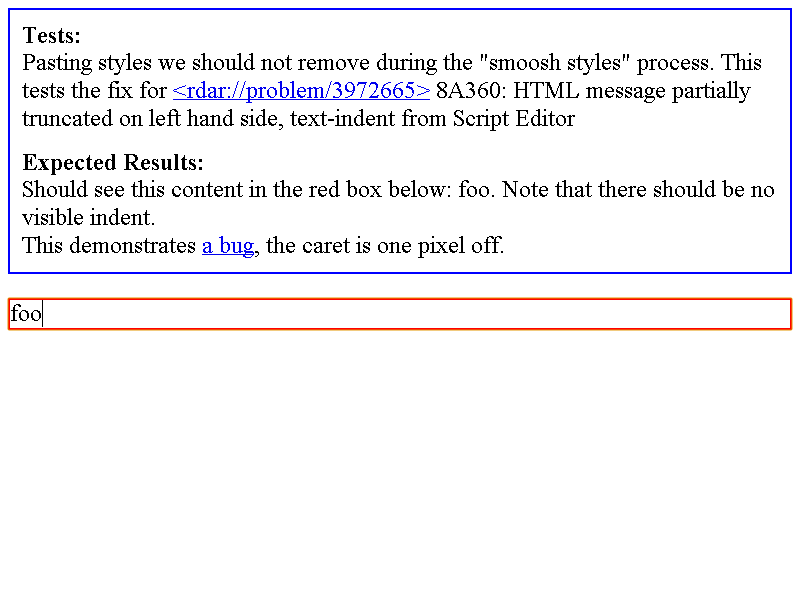 Tests:
Pasting styles we should not remove during the "smoosh styles" process. This
tests the fix for <rdar://problem/3972665> 8A360: HTML message partially
truncated on left hand side, text-indent from Script Editor
Expected Results:
Should see this content in the red box below: foo. Note that there should be no
visible indent.
This demonstrates a bug, the caret is one pixel off.
foo